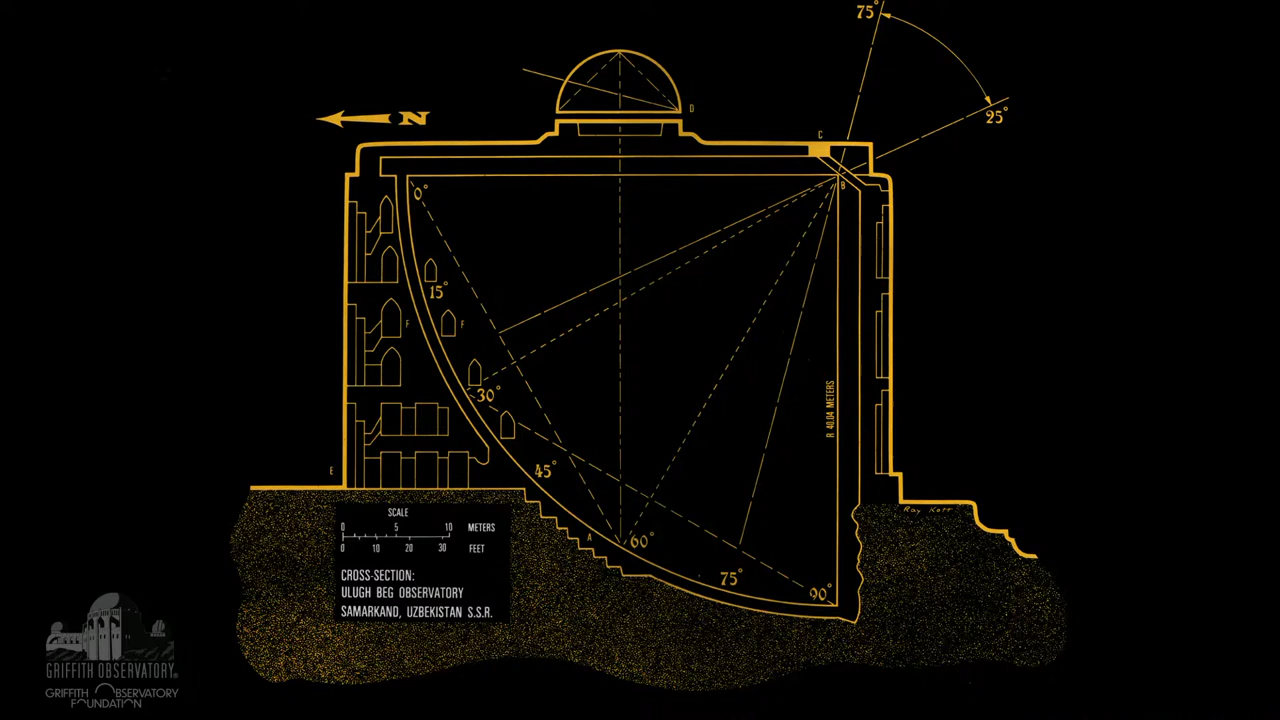 75°
25°
N
D
C
B
0°
15°
F
F
30°
R 40.04 METERS
45°
E
A
60°
75°
90°
Ray Kott
SCALE
0 5 10 METERS
0 10 20 30 FEET
CROSS-SECTION:
ULUGH BEG OBSERVATORY
SAMARKAND, UZBEKISTAN S.S.R.
GRIFFITH OBSERVATORY®
GRIFFITH OBSERVATORY
FOUNDATION